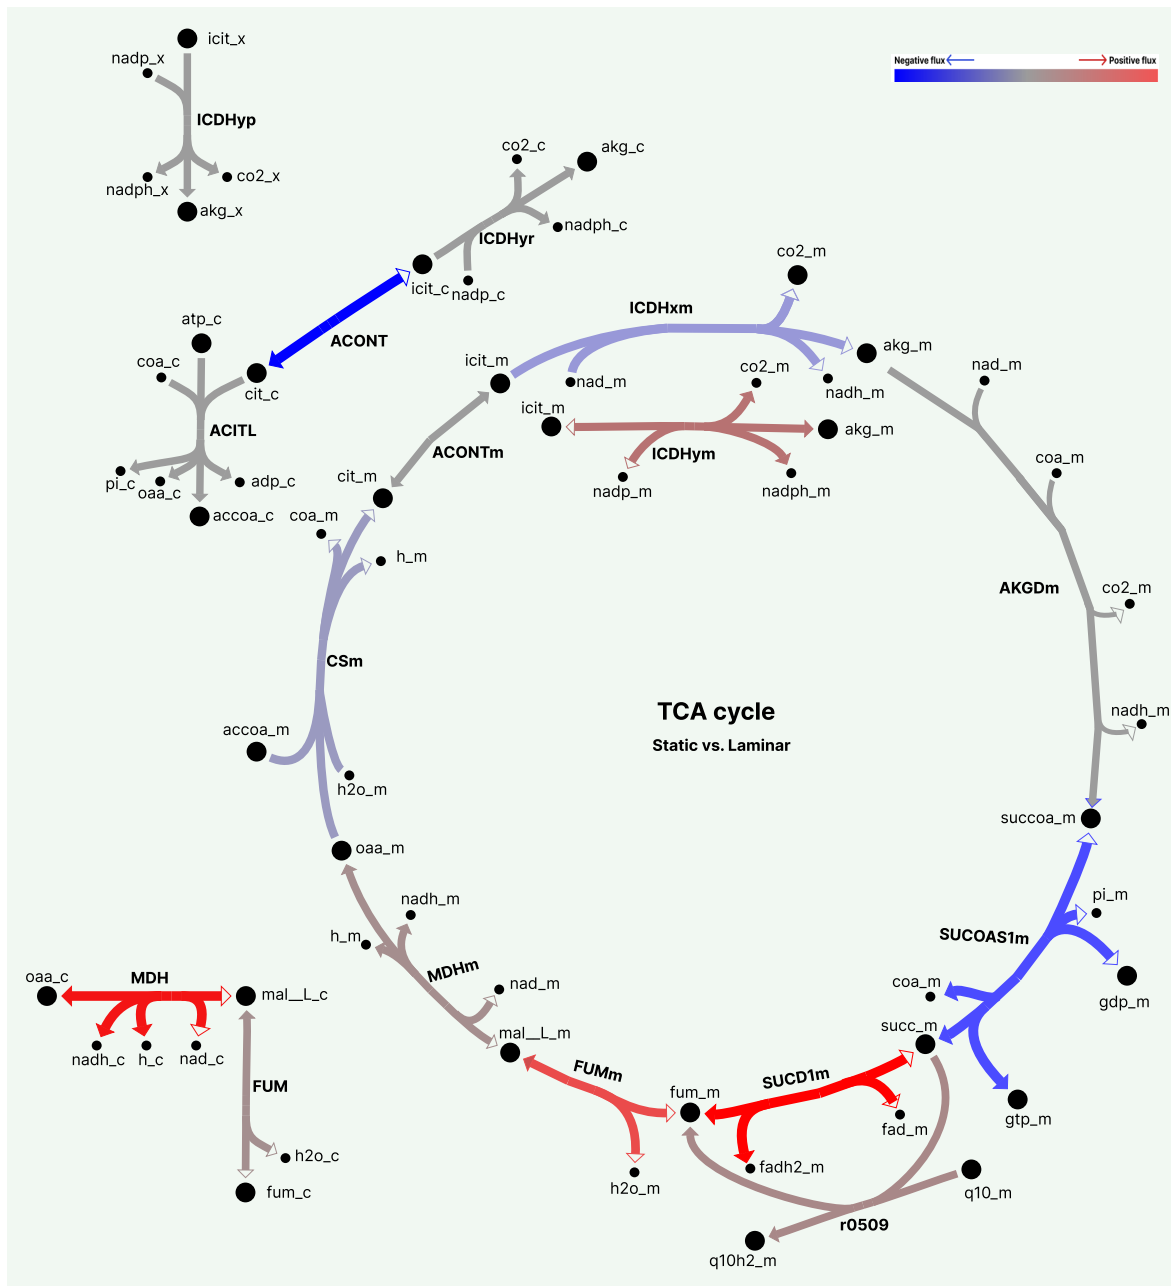 icit_x
nadp_x
Negative flux
Positive flux
ICDHyp
co2_c
akg_c
nadph_x
co2_x
akg_x
nadph_c
ICDHyr
co2_m
icit_c
nadp_c
ICDHxm
atp_c
ACONT
akg_m
coa_c
icit_m
nad_m
co2_m
nad_m
cit_c
nadh_m
icit_m
ACITL
akg_m
ACONTm
ICDHym
coa_m
cit_m
pi_c
oaa_c
adp_c
nadp_m
nadph_m
accoa_c
coa_m
h_m
AKGDm
co2_m
CSm
TCA cycle
nadh_m
accoa_m
Static vs. Laminar
h2o_m
succoa_m
oaa_m
nadh_m
pi_m
h_m
SUCOAS1m
MDHm
oaa_c
MDH
nad_m
coa_m
mal__L_c
gdp_m
succ_m
mal__L_m
nadh_c
h_c
nad_c
FUMm
SUCD1m
FUM
fum_m
gtp_m
fad_m
h2o_c
fadh2_m
h2o_m
fum_c
q10_m
r0509
q10h2_m